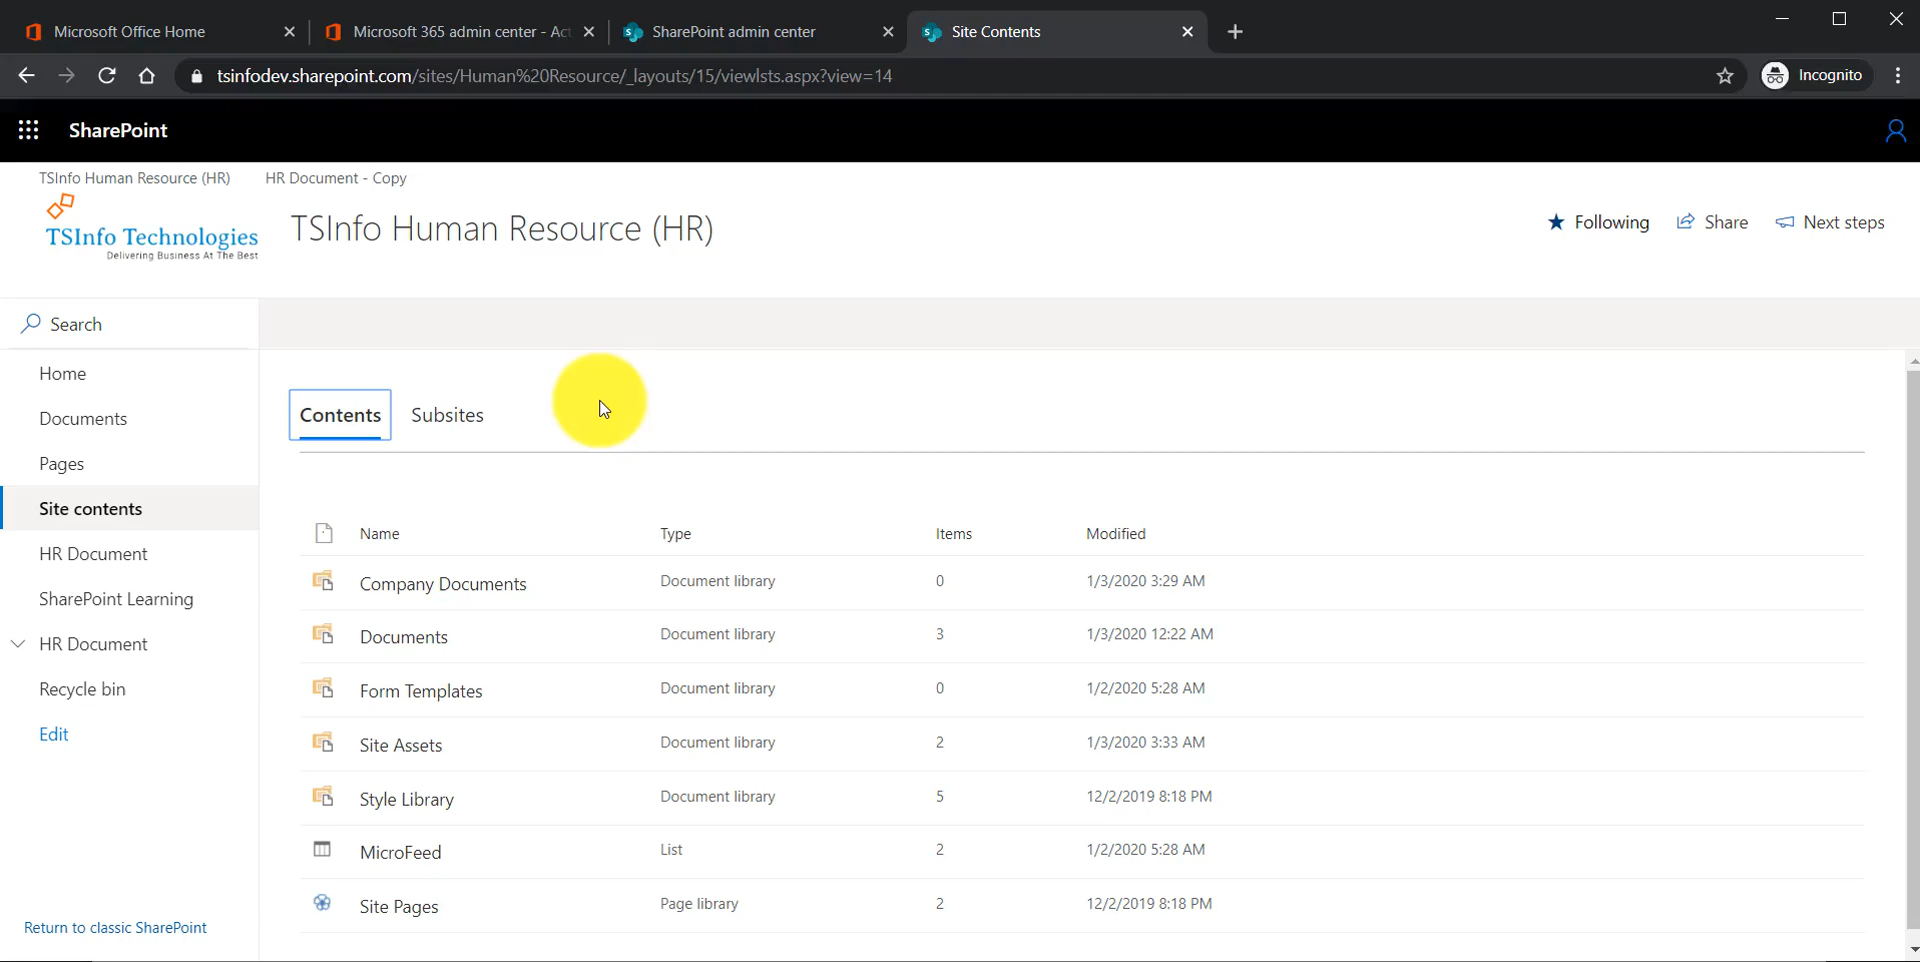 Microsoft Office Home
Microsoft 365 admin center - Act
SharePoint admin center
Site Contents
tsinfodev.sharepoint.com/sites/Human%20Resource/_layouts/15/viewlsts.aspx?view=14
Incognito
SharePoint
TSInfo Human Resource (HR) HR Document - Copy
TSInfo Technologies
Delivering Business At The Best
TSInfo Human Resource (HR)
Following Share Next steps
Search
Home
Documents
Pages
Site contents
HR Document
SharePoint Learning
HR Document
Recycle bin
Edit
Return to classic SharePoint
Contents Subsites
Name Type Items Modified
Company Documents Document library 0 1/3/2020 3:29 AM
Documents Document library 3 1/3/2020 12:22 AM
Form Templates Document library 0 1/2/2020 5:28 AM
Site Assets Document library 2 1/3/2020 3:33 AM
Style Library Document library 5 12/2/2019 8:18 PM
MicroFeed List 2 1/2/2020 5:28 AM
Site Pages Page library 2 12/2/2019 8:18 PM